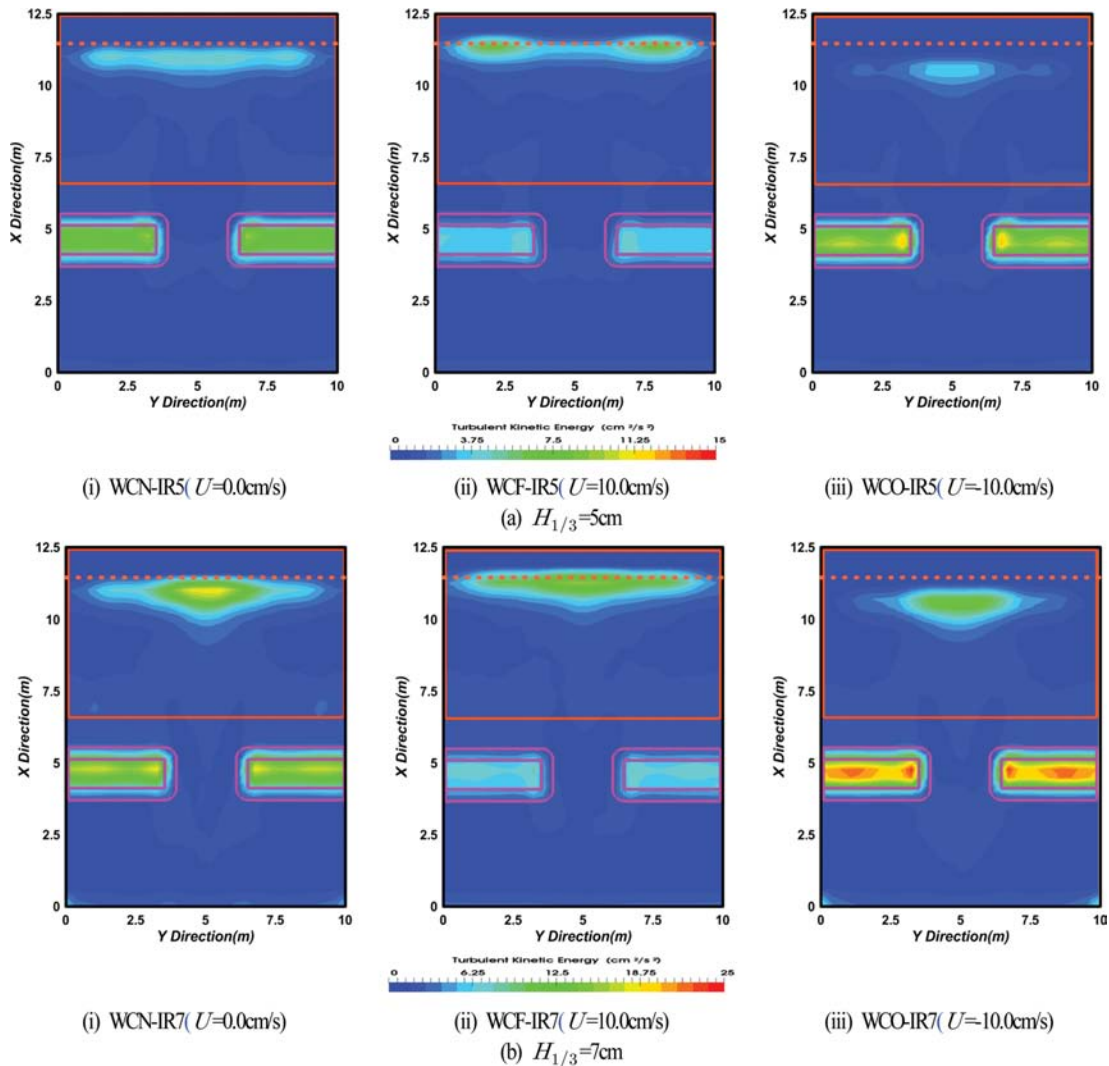 12.5
10
7.5
5
2.5
0
X Direction(m)
0 2.5 5 7.5 10
Y Direction(m)
12.5
10
7.5
5
2.5
0
X Direction(m)
0 2.5 5 7.5 10
Y Direction(m)
12.5
10
7.5
5
2.5
0
X Direction(m)
0 2.5 5 7.5 10
Y Direction(m)
Turbulent Kinetic Energy (cm²/s²)
0 3.75 7.5 11.25 15
(i) WCN-IR5( U=0.0cm/s)
(ii) WCF-IR5( U=10.0cm/s)
(iii) WCO-IR5( U=-10.0cm/s)
(a) H1/3=5cm
12.5
10
7.5
5
2.5
0
X Direction(m)
0 2.5 5 7.5 10
Y Direction(m)
12.5
10
7.5
5
2.5
0
X Direction(m)
0 2.5 5 7.5 10
Y Direction(m)
12.5
10
7.5
5
2.5
0
X Direction(m)
0 2.5 5 7.5 10
Y Direction(m)
Turbulent Kinetic Energy (cm²/s²)
0 6.25 12.5 18.75 25
(i) WCN-IR7( U=0.0cm/s)
(ii) WCF-IR7( U=10.0cm/s)
(iii) WCO-IR7( U=-10.0cm/s)
(b) H1/3=7cm